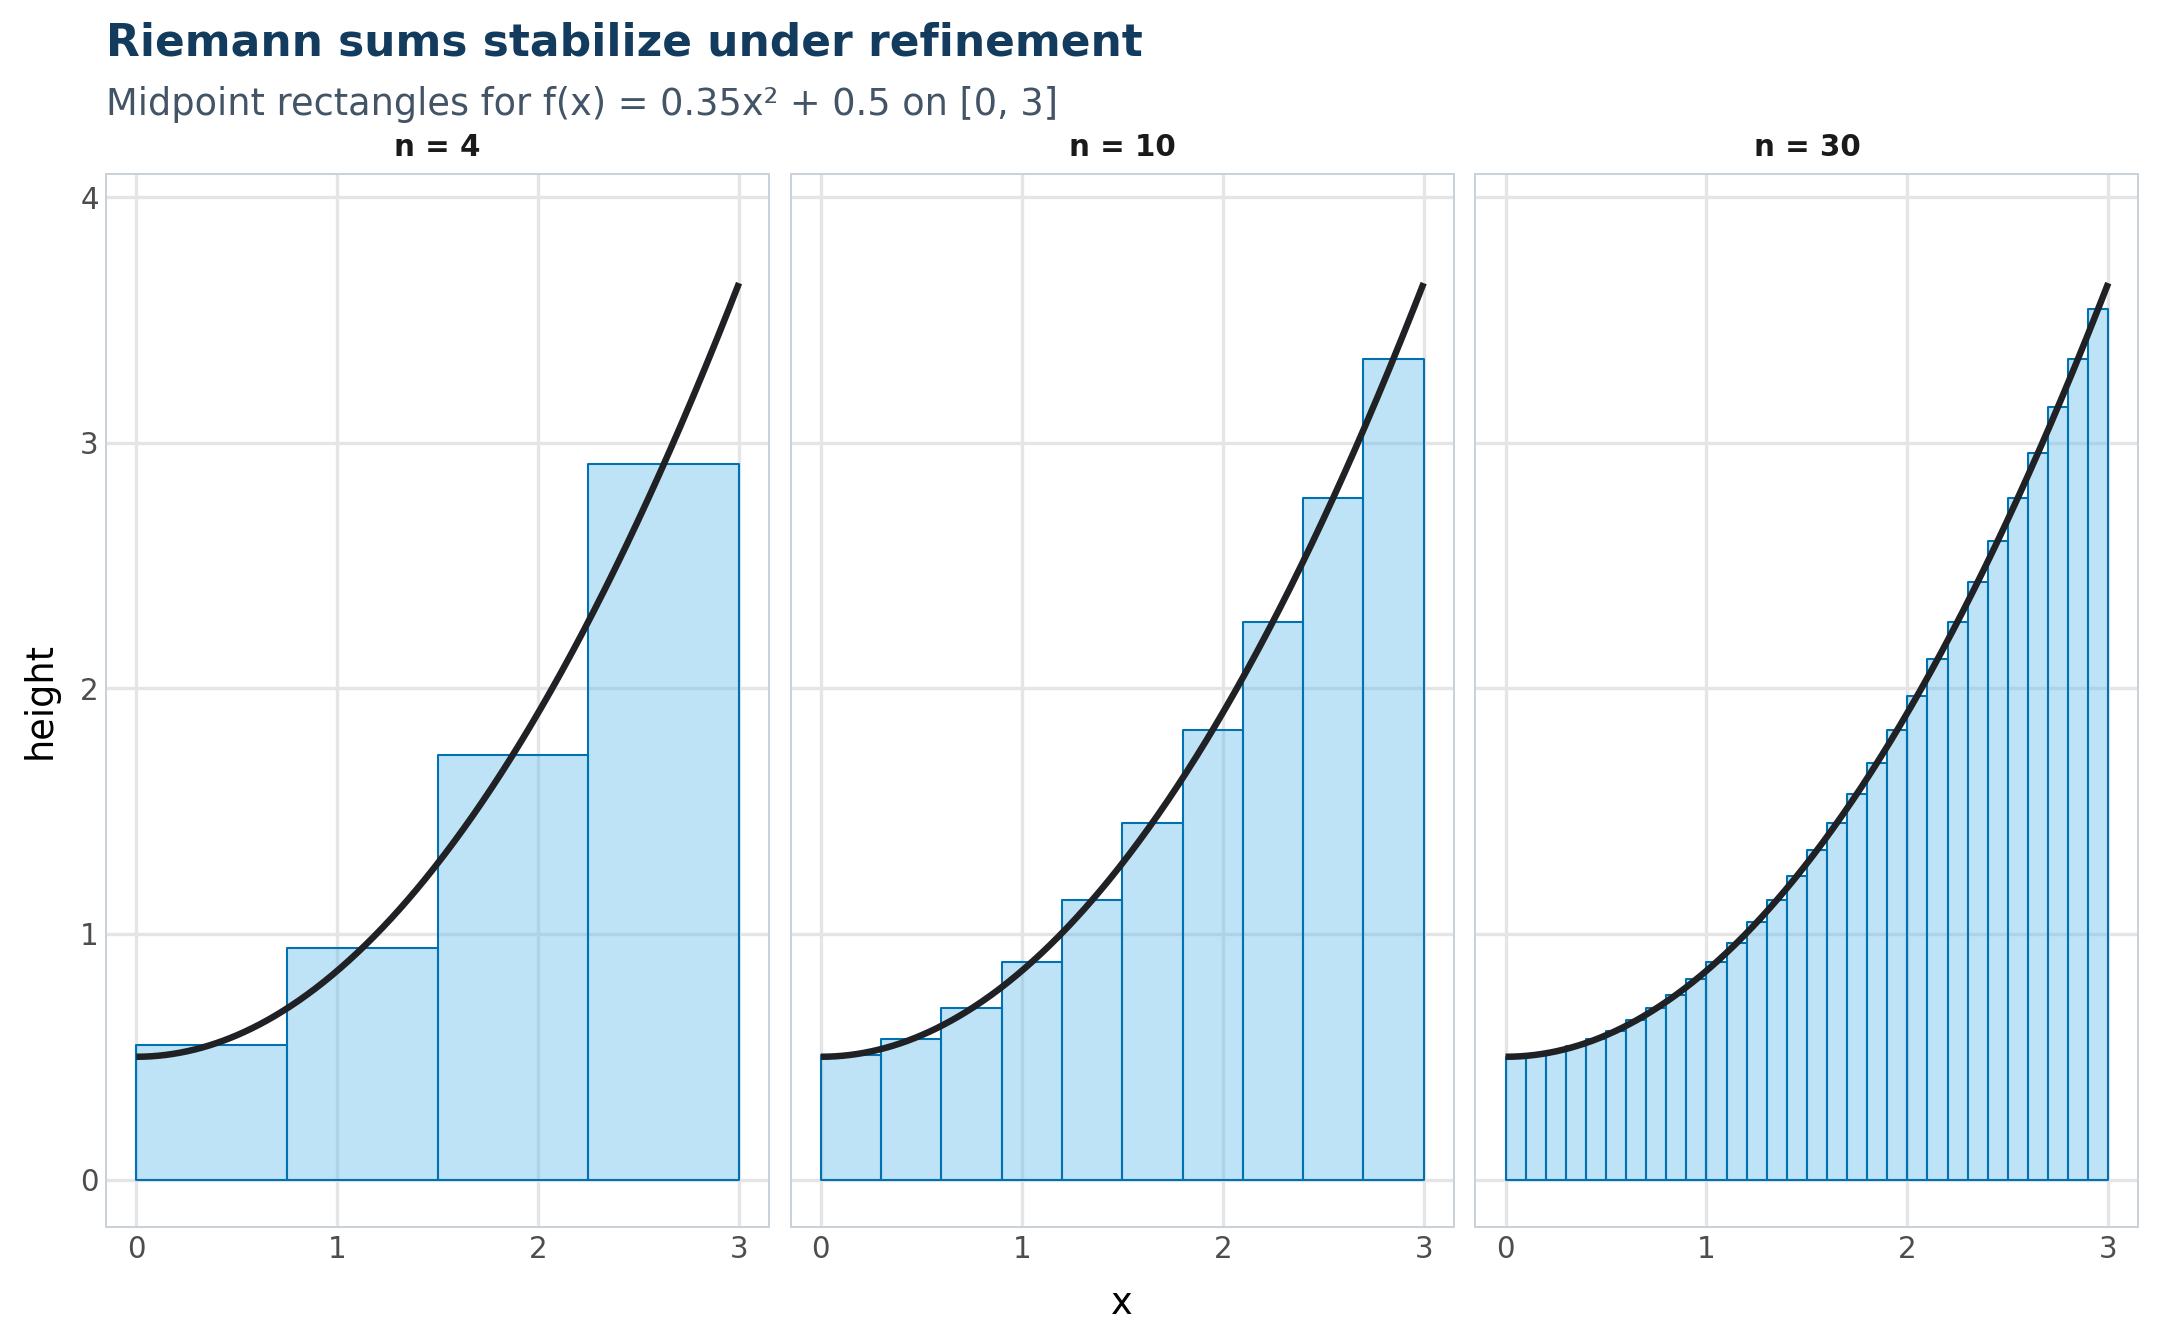 Riemann sums stabilize under refinement
Midpoint rectangles for f(x) = 0.35x² + 0.5 on [0, 3]
n = 4
n = 10
n = 30
height
4
3
2
1
0
0 1 2 3
0 1 2 3
0 1 2 3
x